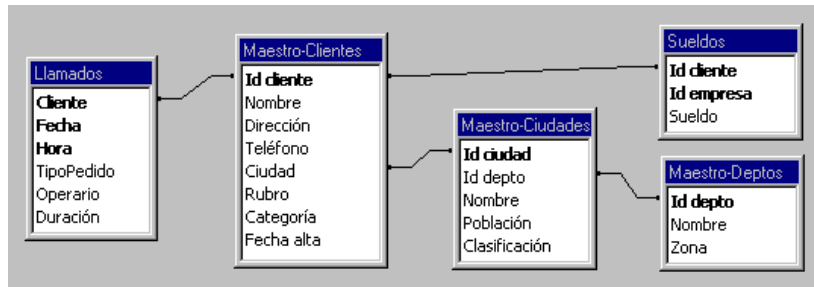 Llamados
Cliente
Fecha
Hora
TipoPedido
Operario
Duración
Maestro-Clientes
Id cliente
Nombre
Dirección
Teléfono
Ciudad
Rubro
Categoría
Fecha alta
Maestro-Ciudades
Id ciudad
Id depto
Nombre
Población
Clasificación
Sueldos
Id cliente
Id empresa
Sueldo
Maestro-Deptos
Id depto
Nombre
Zona